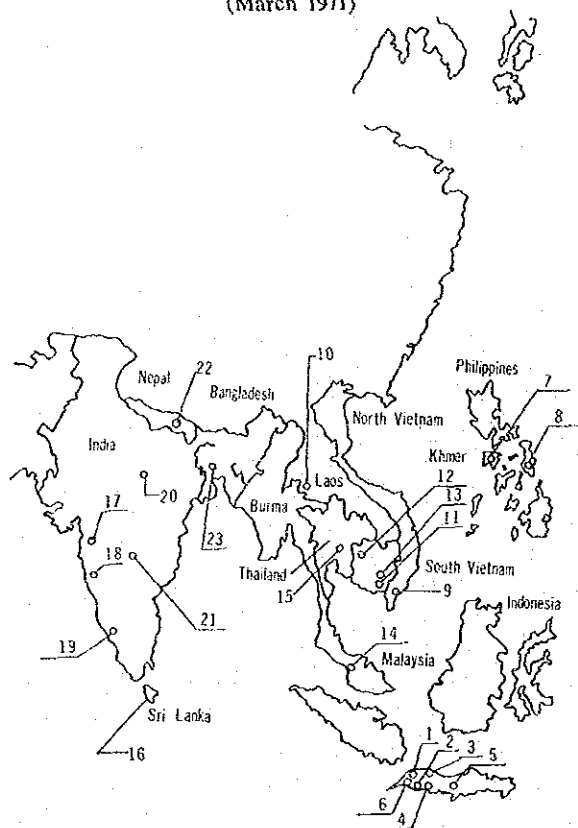 (March 1971)
10
Philippines
7
22
Nepal
Bangladesh
8
North Vietnam
India
Khmer
12
Laos
13
20
Burma
11
17
23
18
Thailand
South Vietnam
15
9
Indonesia
21
19
14
Malaysia
Sri Lanka
16
1
2
3
5
6
4